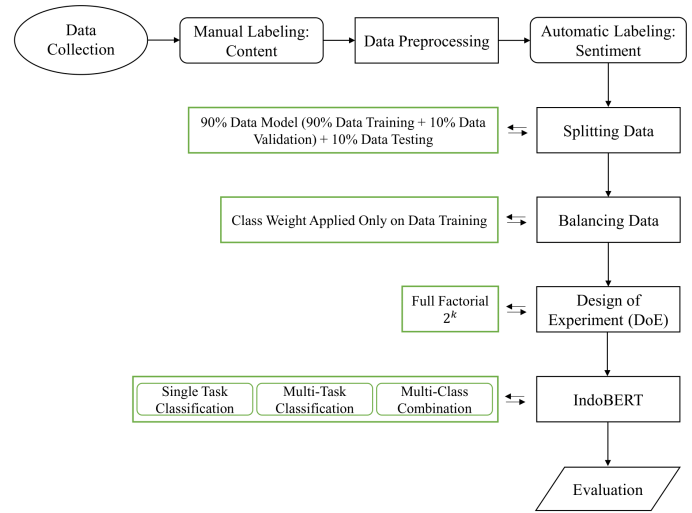 Data
Collection
Manual Labeling:
Content
Data Preprocessing
Automatic Labeling:
Sentiment
90% Data Model (90% Data Training + 10% Data
Validation) + 10% Data Testing
Splitting Data
Class Weight Applied Only on Data Training
Balancing Data
Full Factorial
2^k
Design of
Experiment (DoE)
Single Task
Classification
Multi-Task
Classification
Multi-Class
Combination
IndoBERT
Evaluation